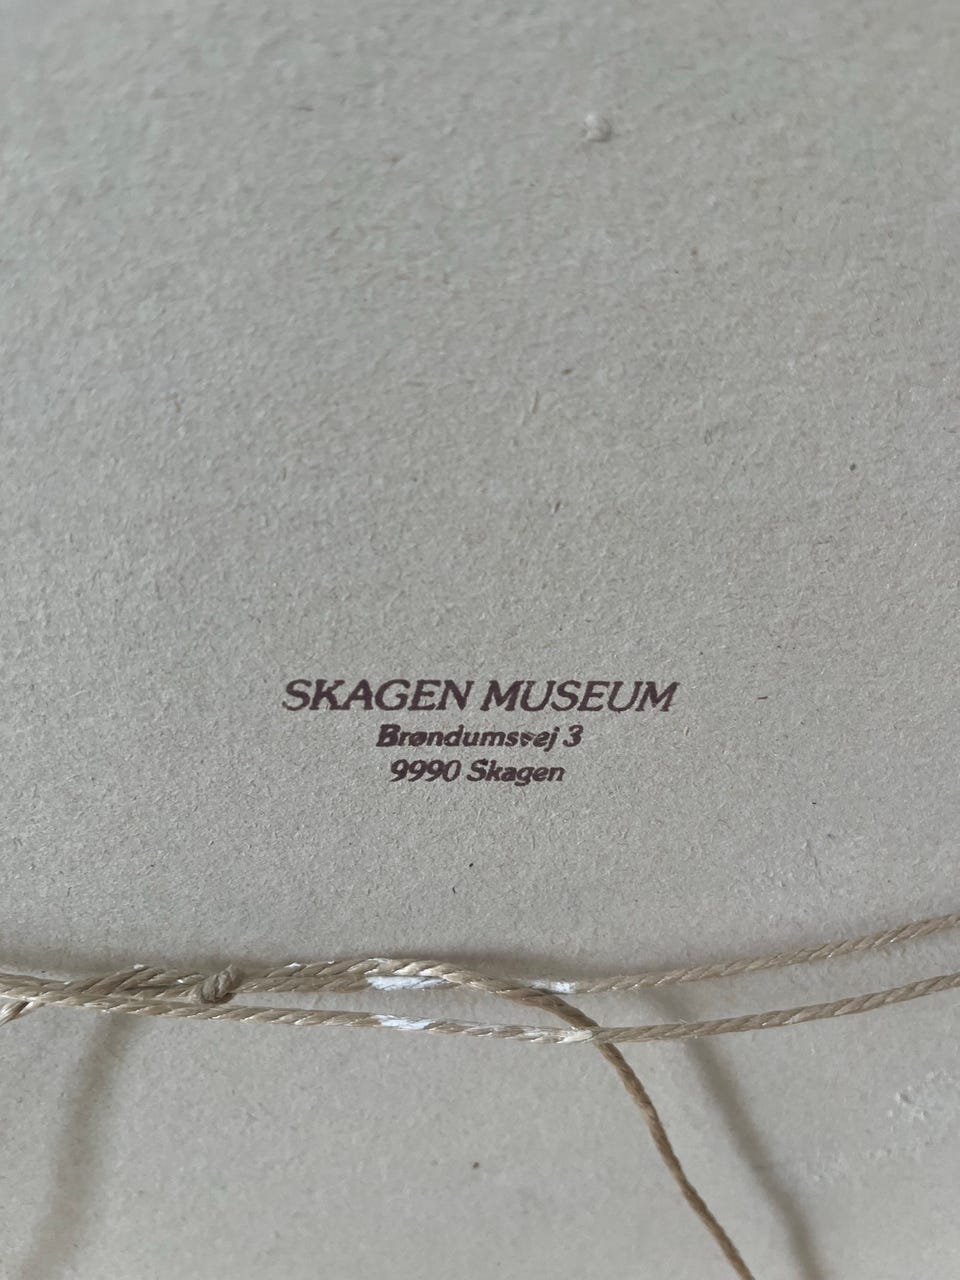 SKAGEN MUSEUM
Brøndumsvej 3
9990 Skagen